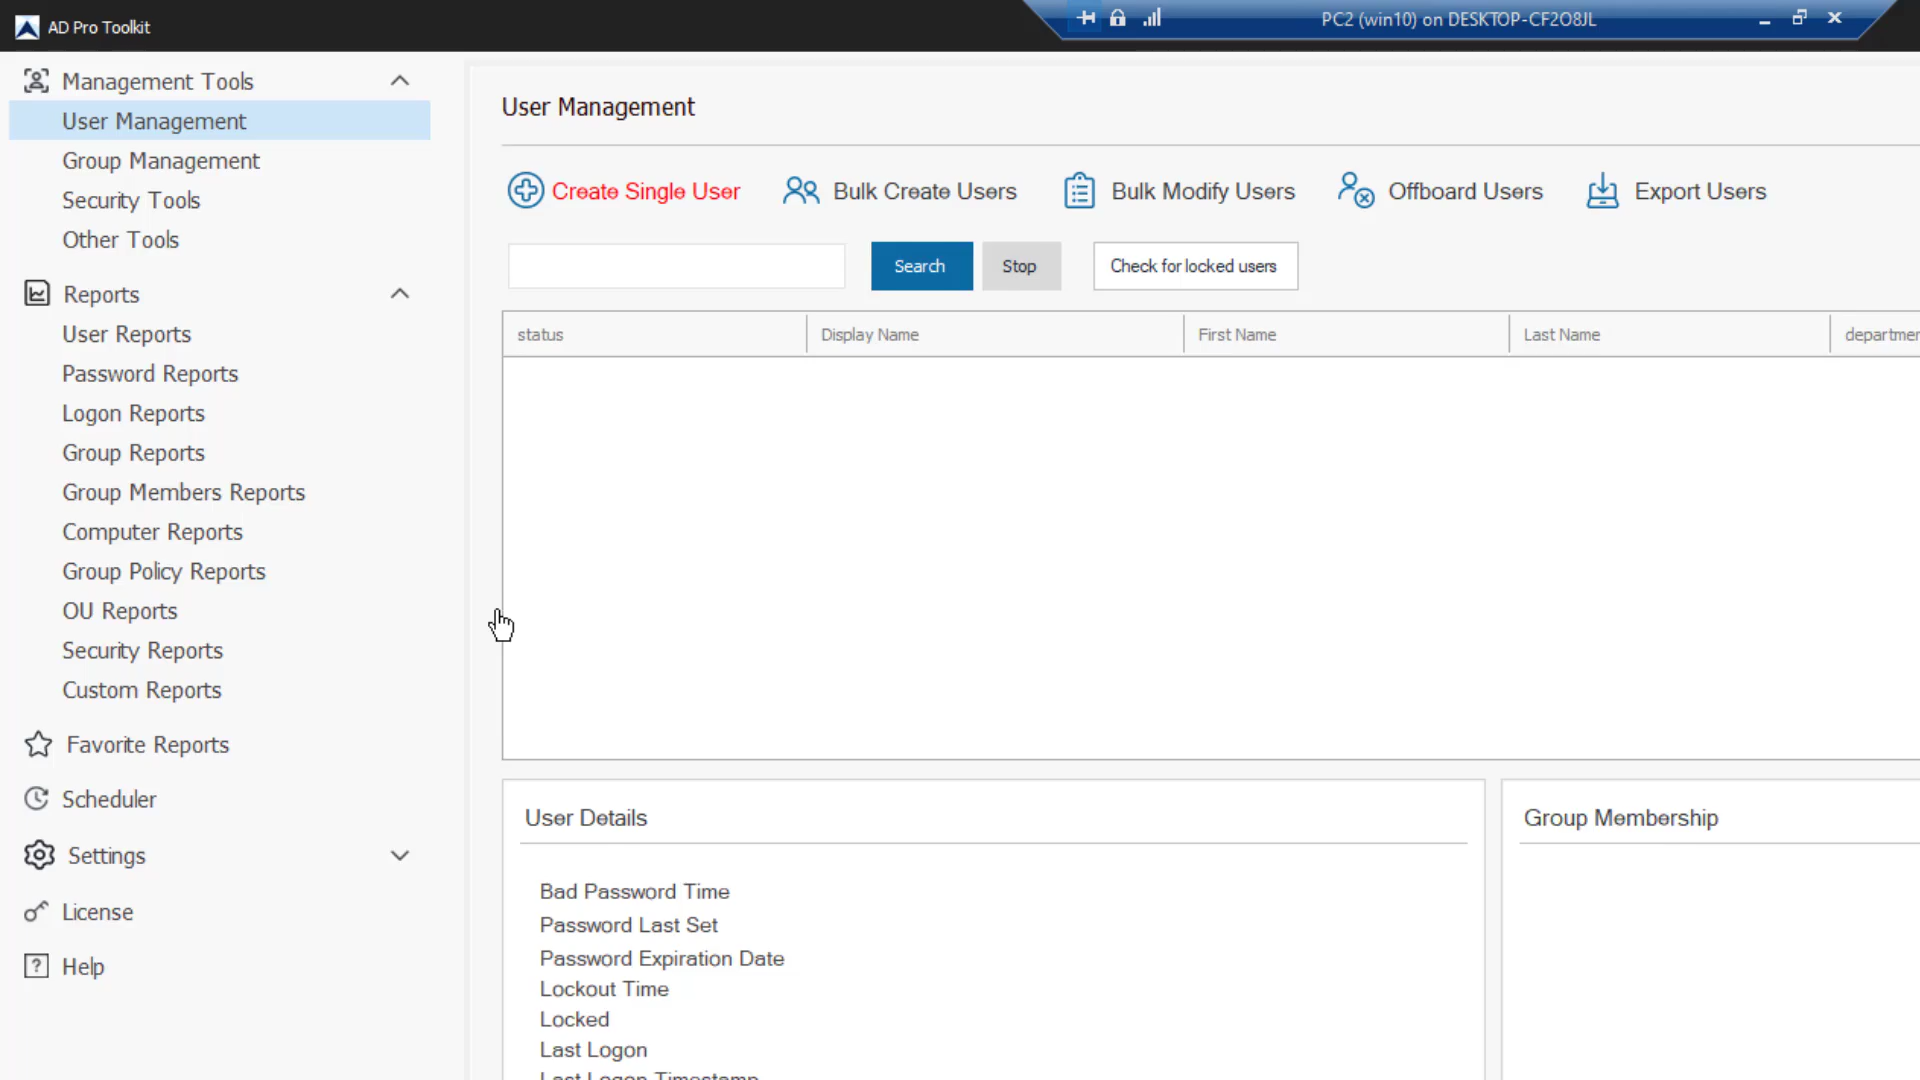 AD Pro Toolkit
PC2 (win10) on DESKTOP-CF2O8JL
Management Tools
User Management
Group Management
Security Tools
Other Tools
Reports
User Reports
Password Reports
Logon Reports
Group Reports
Group Members Reports
Computer Reports
Group Policy Reports
OU Reports
Security Reports
Custom Reports
Favorite Reports
Scheduler
Settings
License
? Help
User Management
Create Single User Bulk Create Users Bulk Modify Users Offboard Users Export Users
Search Stop Check for locked users
status Display Name First Name Last Name departmen
User Details
Bad Password Time
Password Last Set
Password Expiration Date
Lockout Time
Locked
Last Logon
Last Logon Timestamp
Group Membership